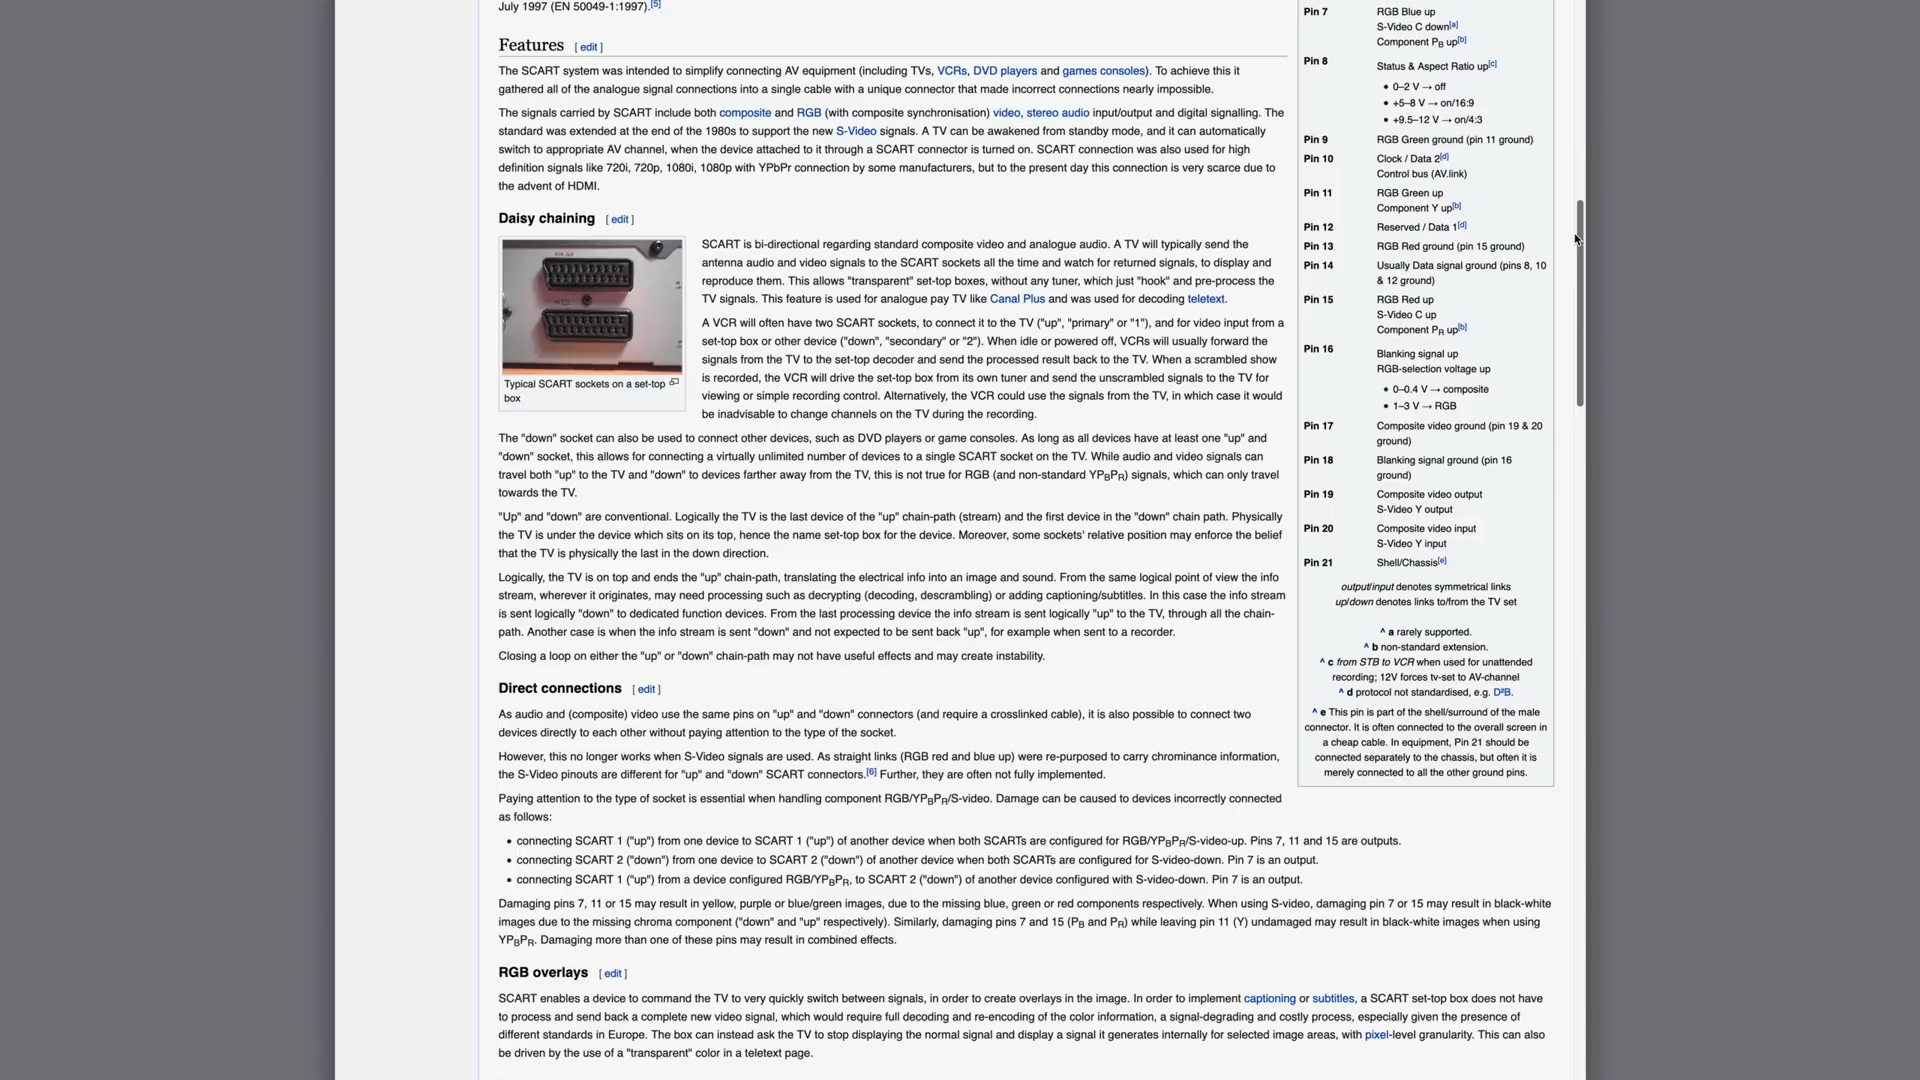 July 1997 (EN 50049-1:1997).[5]
Features [ edit ]
The SCART system was intended to simplify connecting AV equipment (including TVs, VCRs, DVD players and games consoles). To achieve this it
gathered all of the analogue signal connections into a single cable with a unique connector that made incorrect connections nearly impossible.
The signals carried by SCART include both composite and RGB (with composite synchronisation) video, stereo audio input/output and digital signalling. The
standard was extended at the end of the 1980s to support the new S-Video signals. A TV can be awakened from standby mode, and it can automatically
switch to appropriate AV channel, when the device attached to it through a SCART connector is turned on. SCART connection was also used for high
definition signals like 720i, 720p, 1080i, 1080p with YPbPr connection by some manufacturers, but to the present day this connection is very scarce due to
the advent of HDMI.
Daisy chaining [ edit ]
Typical SCART sockets on a set-top
box
SCART is bi-directional regarding standard composite video and analogue audio. A TV will typically send the
antenna audio and video signals to the SCART sockets all the time and watch for returned signals, to display and
reproduce them. This allows "transparent" set-top boxes, without any tuner, which just "hook" and pre-process the
TV signals. This feature is used for analogue pay TV like Canal Plus and was used for decoding teletext.
A VCR will often have two SCART sockets, to connect it to the TV ("up", "primary" or "1"), and for video input from a
set-top box or other device ("down", "secondary" or "2"). When idle or powered off, VCRs will usually forward the
signals from the TV to the set-top decoder and send the processed result back to the TV. When a scrambled show
is recorded, the VCR will drive the set-top box from its own tuner and send the unscrambled signals to the TV for
viewing or simple recording control. Alternatively, the VCR could use the signals from the TV, in which case it would
be inadvisable to change channels on the TV during the recording.
The "down" socket can also be used to connect other devices, such as DVD players or game consoles. As long as all devices have at least one "up" and
"down" socket, this allows for connecting a virtually unlimited number of devices to a single SCART socket on the TV. While audio and video signals can
travel both "up" to the TV and "down" to devices farther away from the TV, this is not true for RGB (and non-standard YPBPR) signals, which can only travel
towards the TV.
"Up" and "down" are conventional. Logically the TV is the last device of the "up" chain-path (stream) and the first device in the "down" chain path. Physically
the TV is under the device which sits on its top, hence the name set-top box for the device. Moreover, some sockets' relative position may enforce the belief
that the TV is physically the last in the down direction.
Logically, the TV is on top and ends the "up" chain-path, translating the electrical info into an image and sound. From the same logical point of view the info
stream, wherever it originates, may need processing such as decrypting (decoding, descrambling) or adding captioning/subtitles. In this case the info stream
is sent logically "down" to dedicated function devices. From the last processing device the info stream is sent logically "up" to the TV, through all the chain-
path. Another case is when the info stream is sent "down" and not expected to be sent back "up", for example when sent to a recorder.
Closing a loop on either the "up" or "down" chain-path may not have useful effects and may create instability.
Direct connections [ edit ]
As audio and (composite) video use the same pins on "up" and "down" connectors (and require a crosslinked cable), it is also possible to connect two
devices directly to each other without paying attention to the type of the socket.
However, this no longer works when S-Video signals are used. As straight links (RGB red and blue up) were re-purposed to carry chrominance information,
the S-Video pinouts are different for "up" and "down" SCART connectors.[6] Further, they are often not fully implemented.
Paying attention to the type of socket is essential when handling component RGB/YPBPR/S-video. Damage can be caused to devices incorrectly connected
as follows:
• connecting SCART 1 ("up") from one device to SCART 1 ("up") of another device when both SCARTs are configured for RGB/YPBPR/S-video-up. Pins 7, 11 and 15 are outputs.
• connecting SCART 2 ("down") from one device to SCART 2 ("down") of another device when both SCARTs are configured for S-video-down. Pin 7 is an output.
• connecting SCART 1 ("up") from a device configured RGB/YPBPR, to SCART 2 ("down") of another device configured with S-video-down. Pin 7 is an output.
Damaging pins 7, 11 or 15 may result in yellow, purple or blue/green images, due to the missing blue, green or red components respectively. When using S-video, damaging pin 7 or 15 may result in black-white
images due to the missing chroma component ("down" and "up" respectively). Similarly, damaging pins 7 and 15 (PB and PR) while leaving pin 11 (Y) undamaged may result in black-white images when using
YPBPR. Damaging more than one of these pins may result in combined effects.
RGB overlays [ edit ]
SCART enables a device to command the TV to very quickly switch between signals, in order to create overlays in the image. In order to implement captioning or subtitles, a SCART set-top box does not have
to process and send back a complete new video signal, which would require full decoding and re-encoding of the color information, a signal-degrading and costly process, especially given the presence of
different standards in Europe. The box can instead ask the TV to stop displaying the normal signal and display a signal it generates internally for selected image areas, with pixel-level granularity. This can also
be driven by the use of a "transparent" color in a teletext page.
Pin 7 RGB Blue up
S-Video C down[a]
Component PB up[b]
Pin 8 Status & Aspect Ratio up[c]
• 0–2 V → off
• +5–8 V → on/16:9
• +9.5–12 V → on/4:3
Pin 9 RGB Green ground (pin 11 ground)
Pin 10 Clock / Data 2[d]
Control bus (AV.link)
Pin 11 RGB Green up
Component Y up[b]
Pin 12 Reserved / Data 1[d]
Pin 13 RGB Red ground (pin 15 ground)
Pin 14 Usually Data signal ground (pins 8, 10
& 12 ground)
Pin 15 RGB Red up
S-Video C up
Component PR up[b]
Pin 16 Blanking signal up
RGB-selection voltage up
• 0–0.4 V → composite
• 1–3 V → RGB
Pin 17 Composite video ground (pin 19 & 20
ground)
Pin 18 Blanking signal ground (pin 16
ground)
Pin 19 Composite video output
S-Video Y output
Pin 20 Composite video input
S-Video Y input
Pin 21 Shell/Chassis[e]
output/input denotes symmetrical links
up/down denotes links to/from the TV set
^ a rarely supported.
^ b non-standard extension.
^ c from STB to VCR when used for unattended
recording; 12V forces tv-set to AV-channel
^ d protocol not standardised, e.g. D²B.
^ e This pin is part of the shell/surround of the male
connector. It is often connected to the overall screen in
a cheap cable. In equipment, Pin 21 should be
connected separately to the chassis, but often it is
merely connected to all the other ground pins.